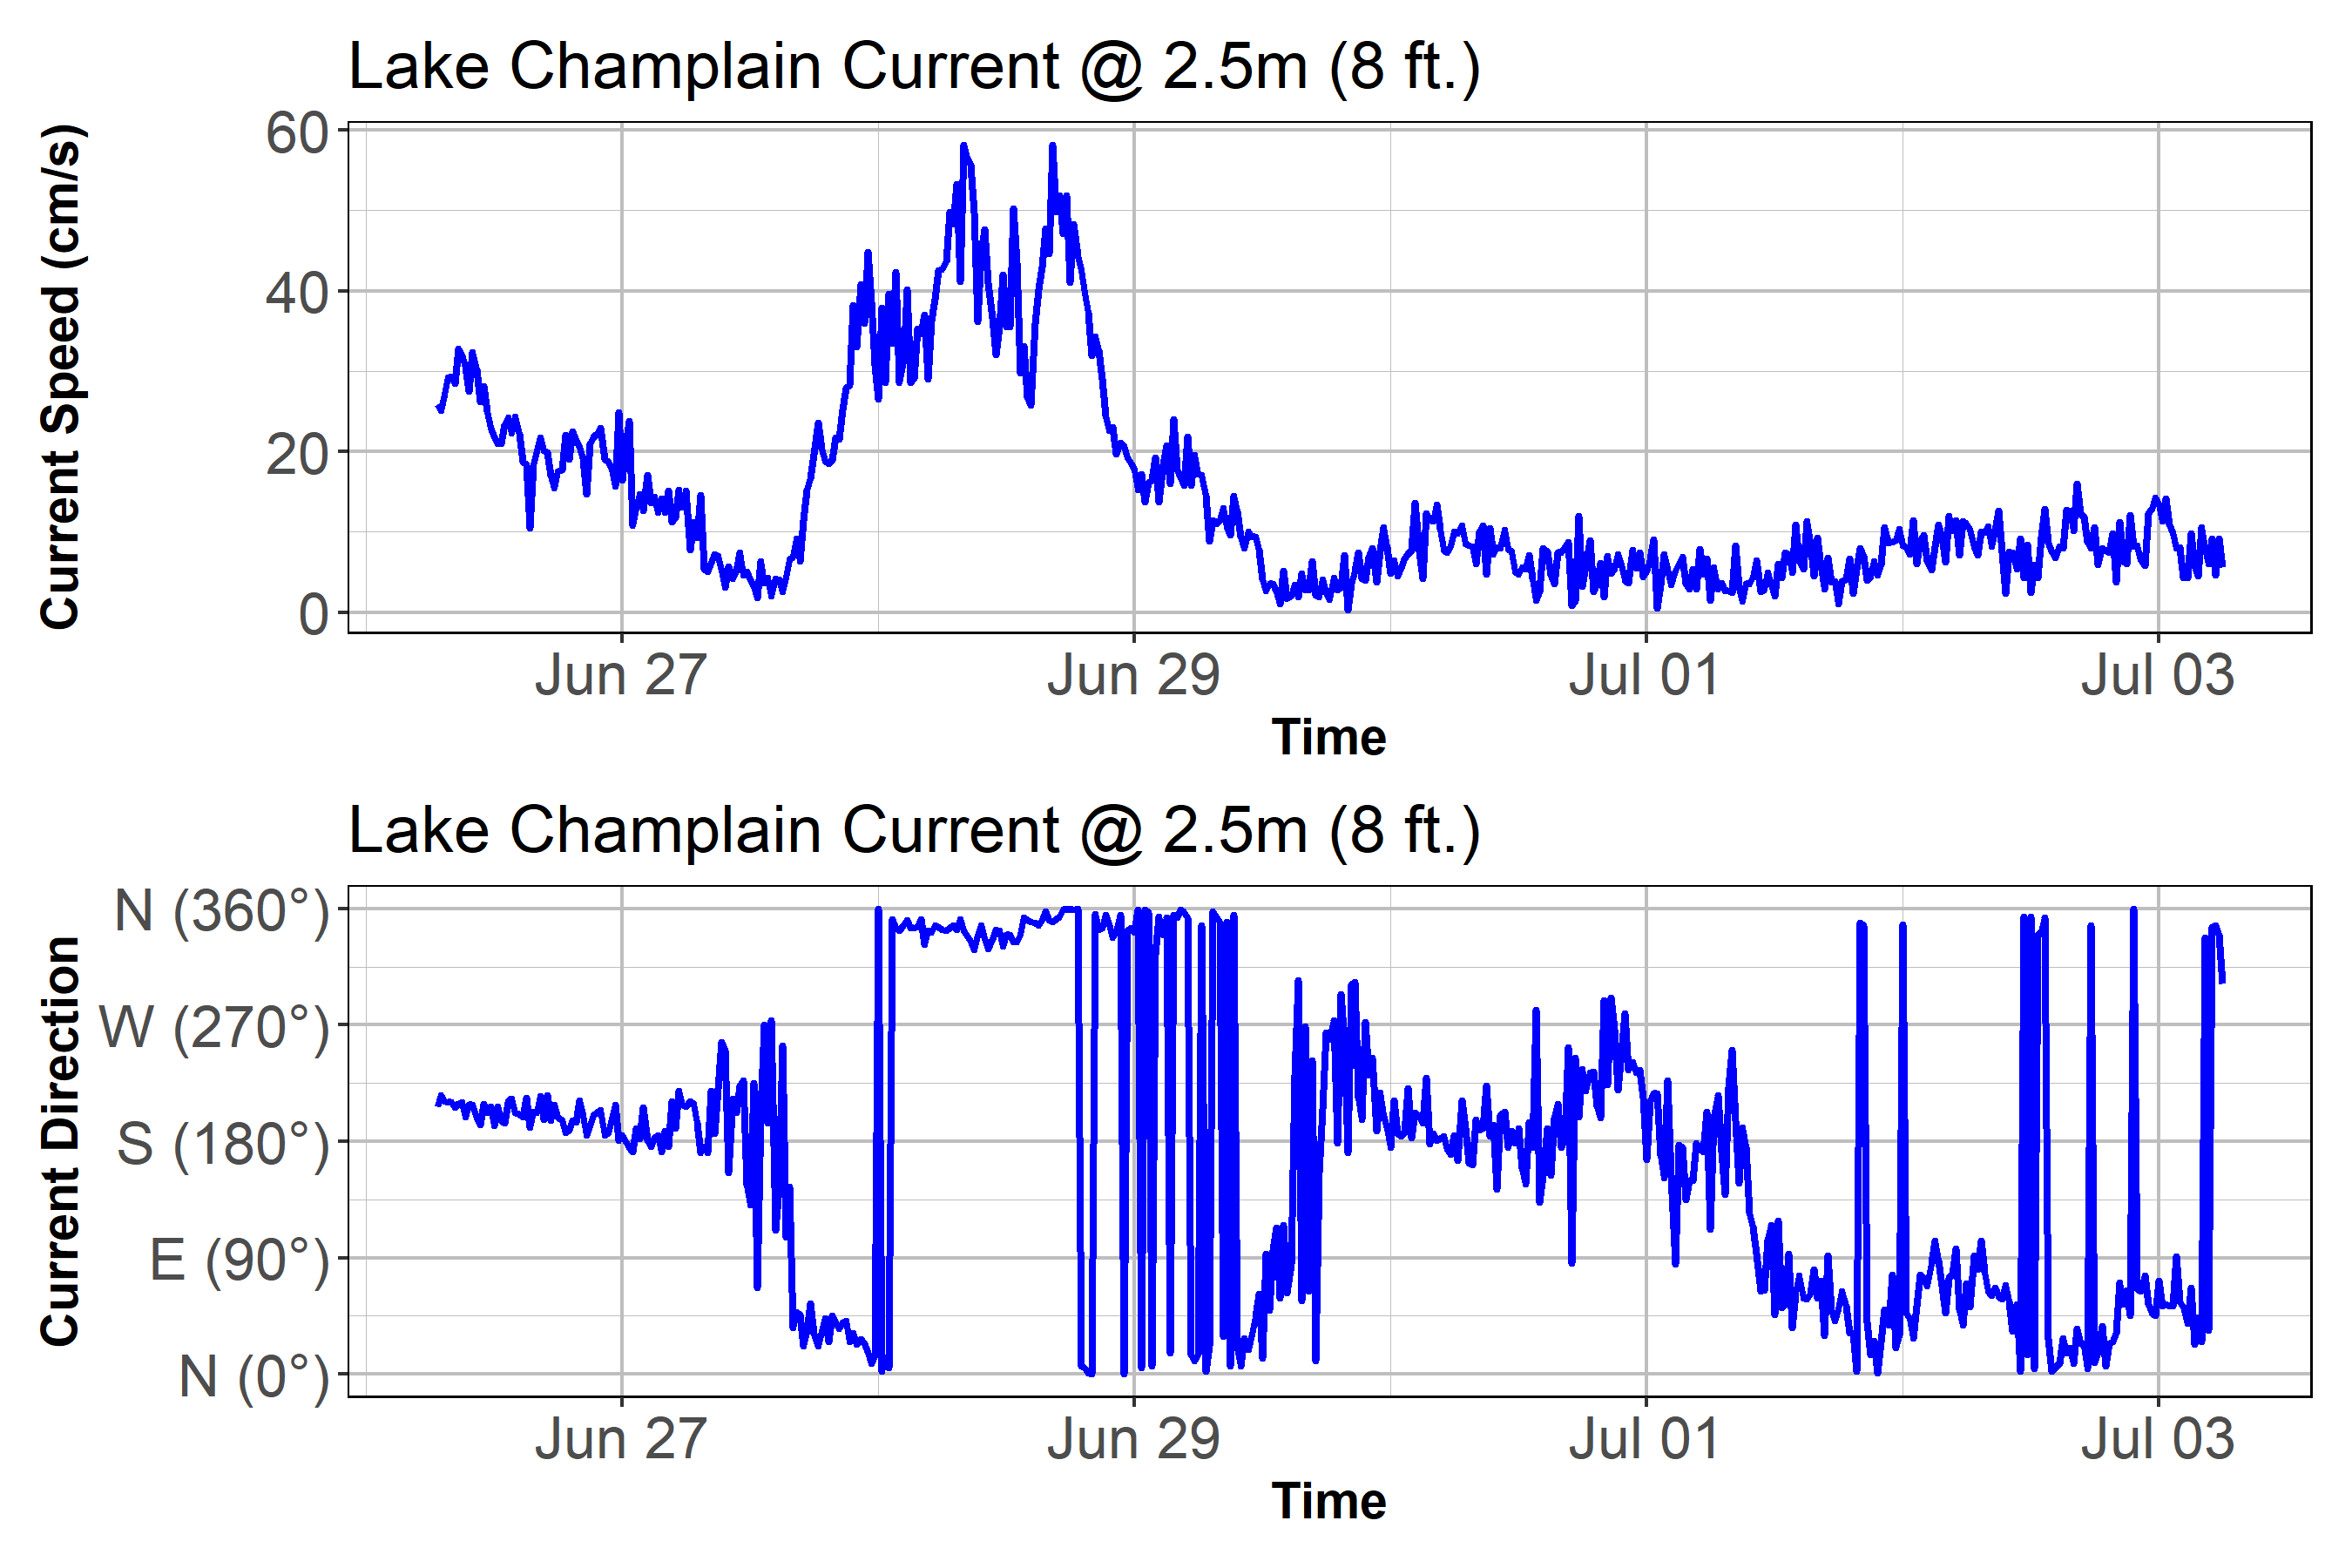 Lake Champlain Current @ 2.5m (8 ft.)
Current Speed (cm/s)
60
40
20
0
Jun 27 Jun 29 Jul 01 Jul 03
Time
Lake Champlain Current @ 2.5m (8 ft.)
Current Direction
N (360°)
W (270°)
S (180°)
E (90°)
N (0°)
Jun 27 Jun 29 Jul 01 Jul 03
Time